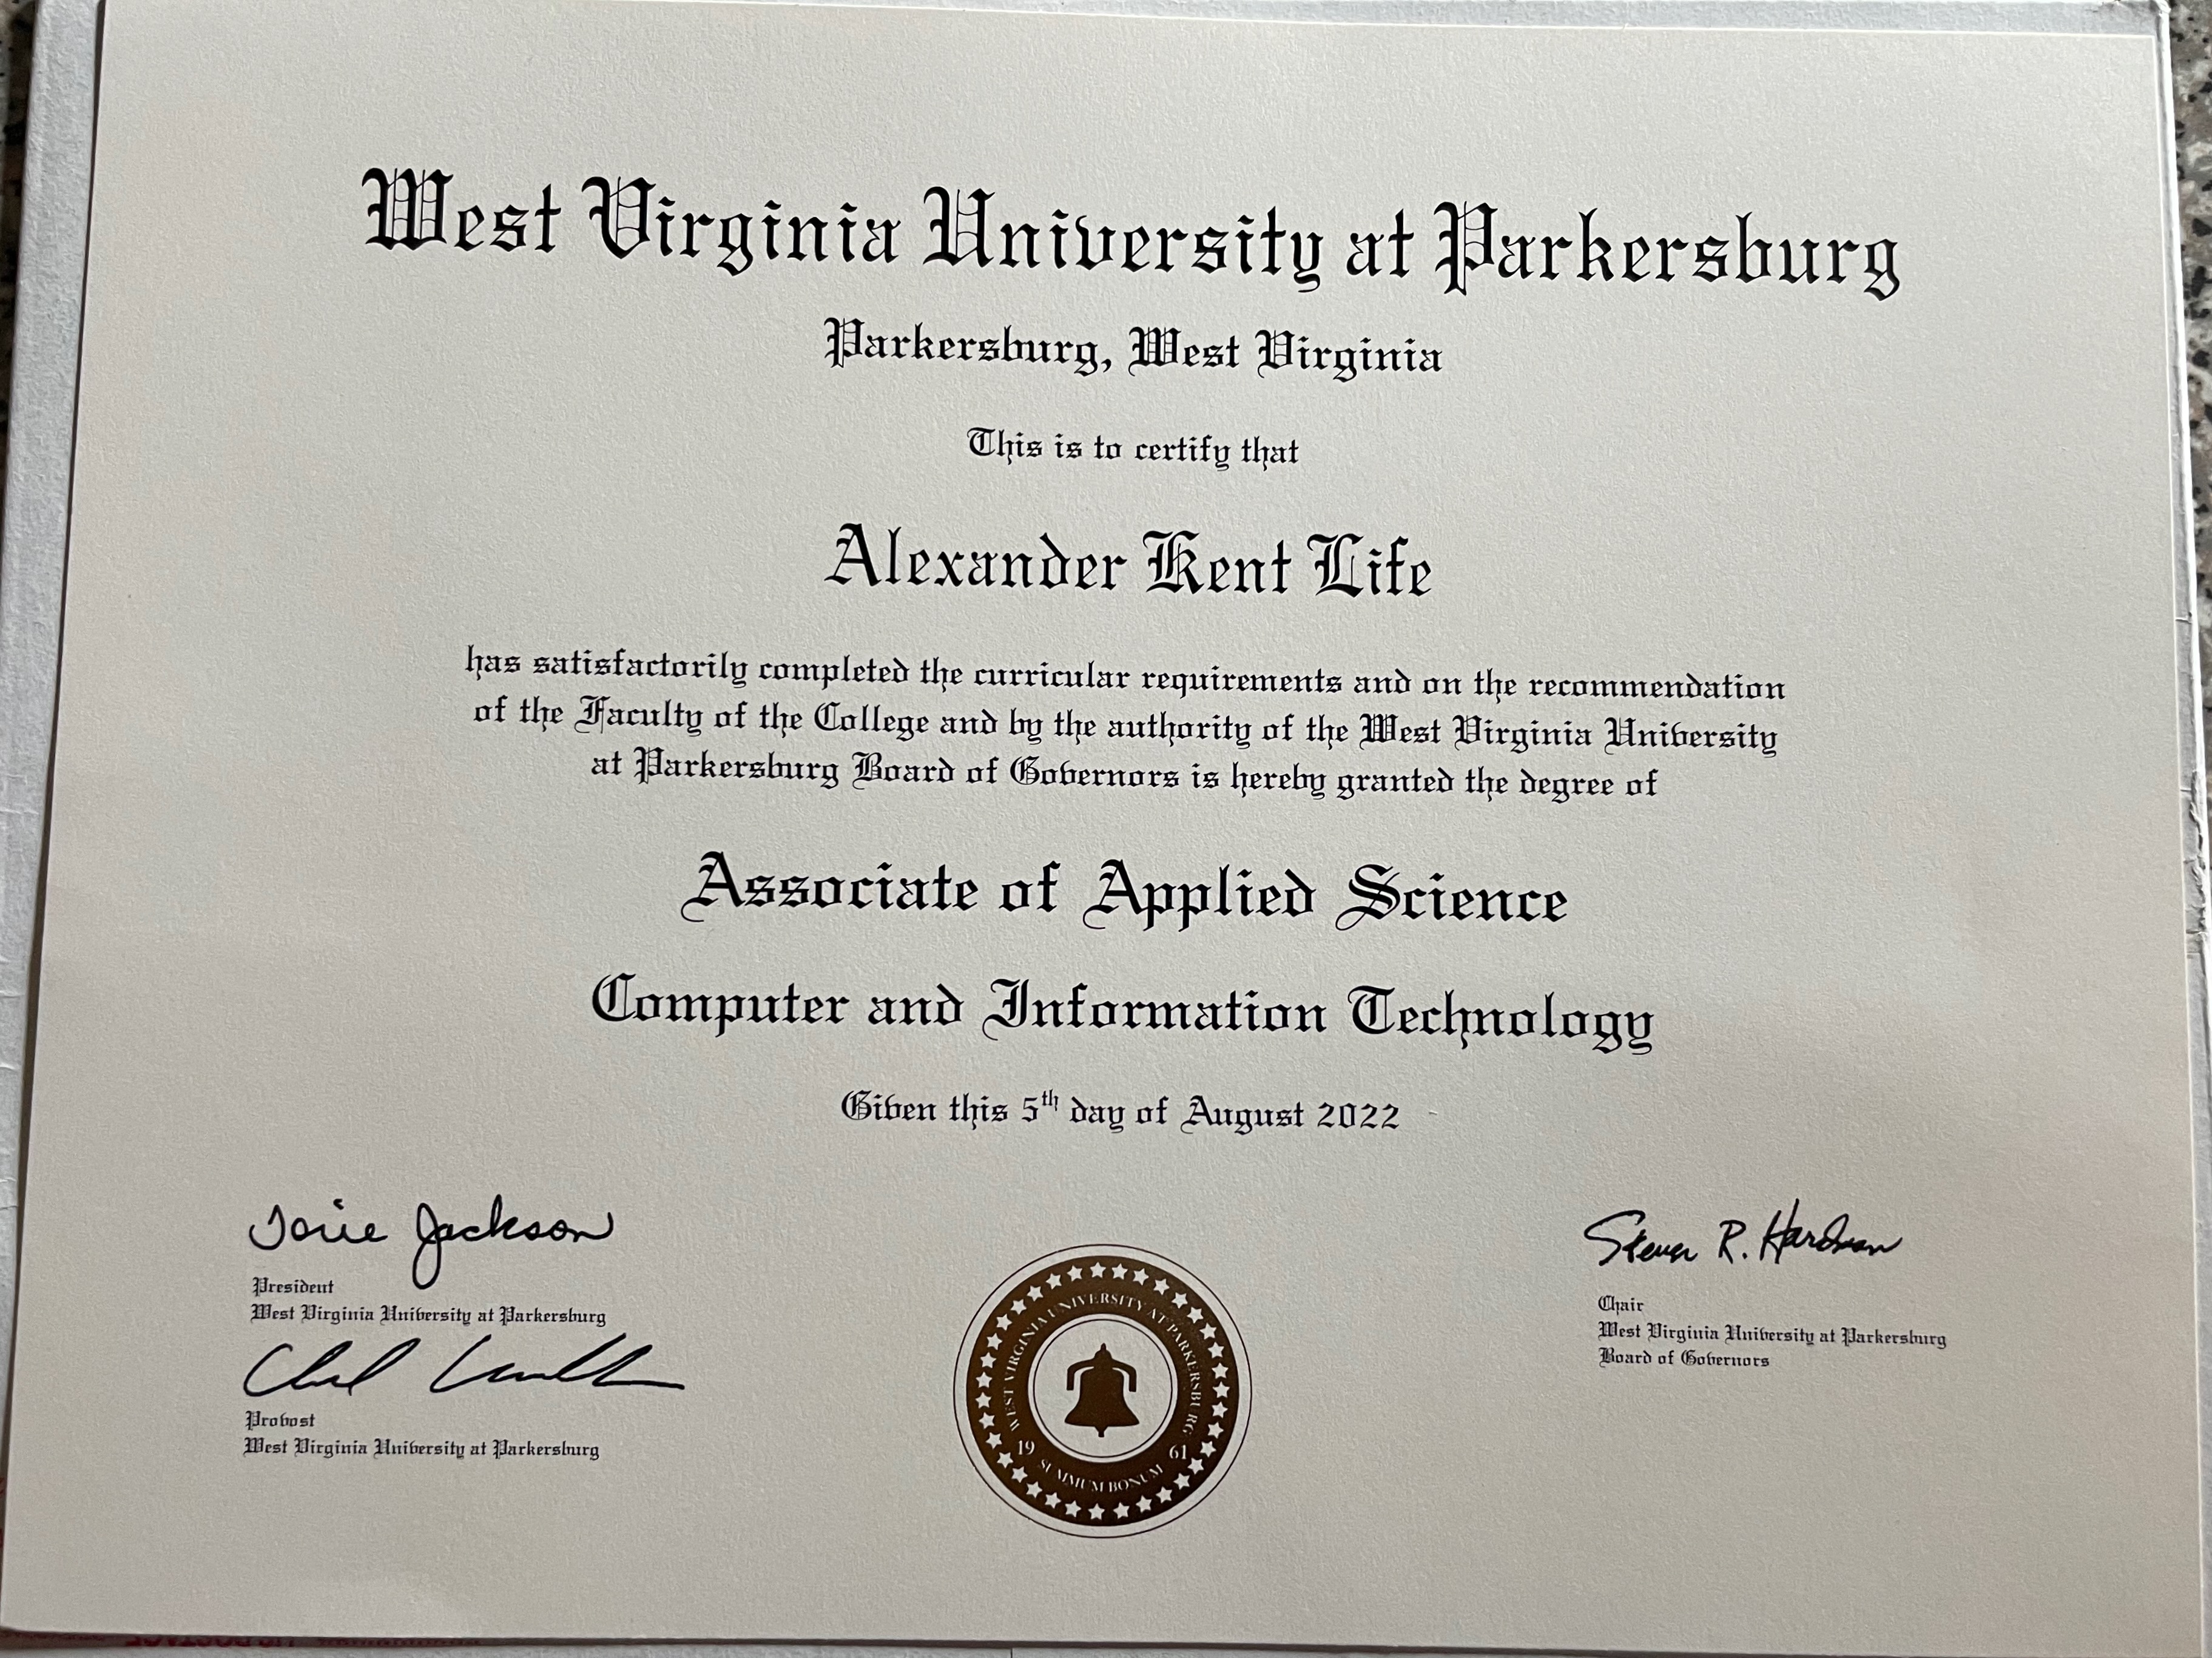 West Virginia University at Parkersburg
Parkersburg, West Virginia
This is to certify that
Alexander Kent Life
has satisfactorily completed the curricular requirements and on the recommendation
of the Faculty of the College and by the authority of the West Virginia University
at Parkersburg Board of Governors is hereby granted the degree of
Associate of Applied Science
Computer and Information Technology
Given this 5th day of August 2022
Torie Jackson
President
West Virginia University at Parkersburg
Provost
West Virginia University at Parkersburg
WEST VIRGINIA UNIVERSITY AT PARKERSBURG
19 61
SUMMUM BONUM
Steven R. Hardman
Chair
West Virginia University at Parkersburg
Board of Governors